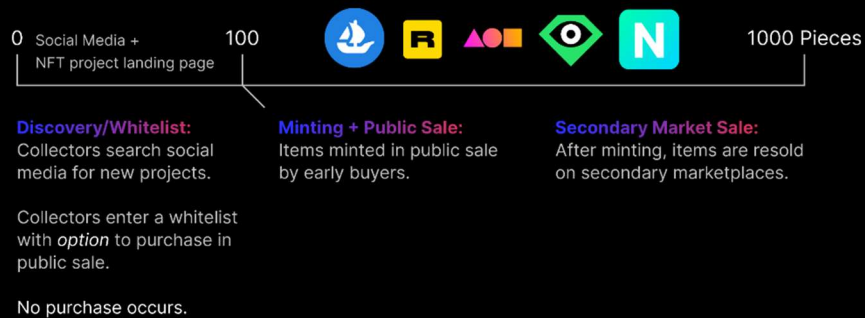 0 Social Media + 100 1000 Pieces
NFT project landing page
R
N
Discovery/Whitelist: Minting + Public Sale: Secondary Market Sale:
Collectors search social Items minted in public sale After minting, items are resold
media for new projects. by early buyers. on secondary marketplaces.
Collectors enter a whitelist
with option to purchase in
public sale.
No purchase occurs.